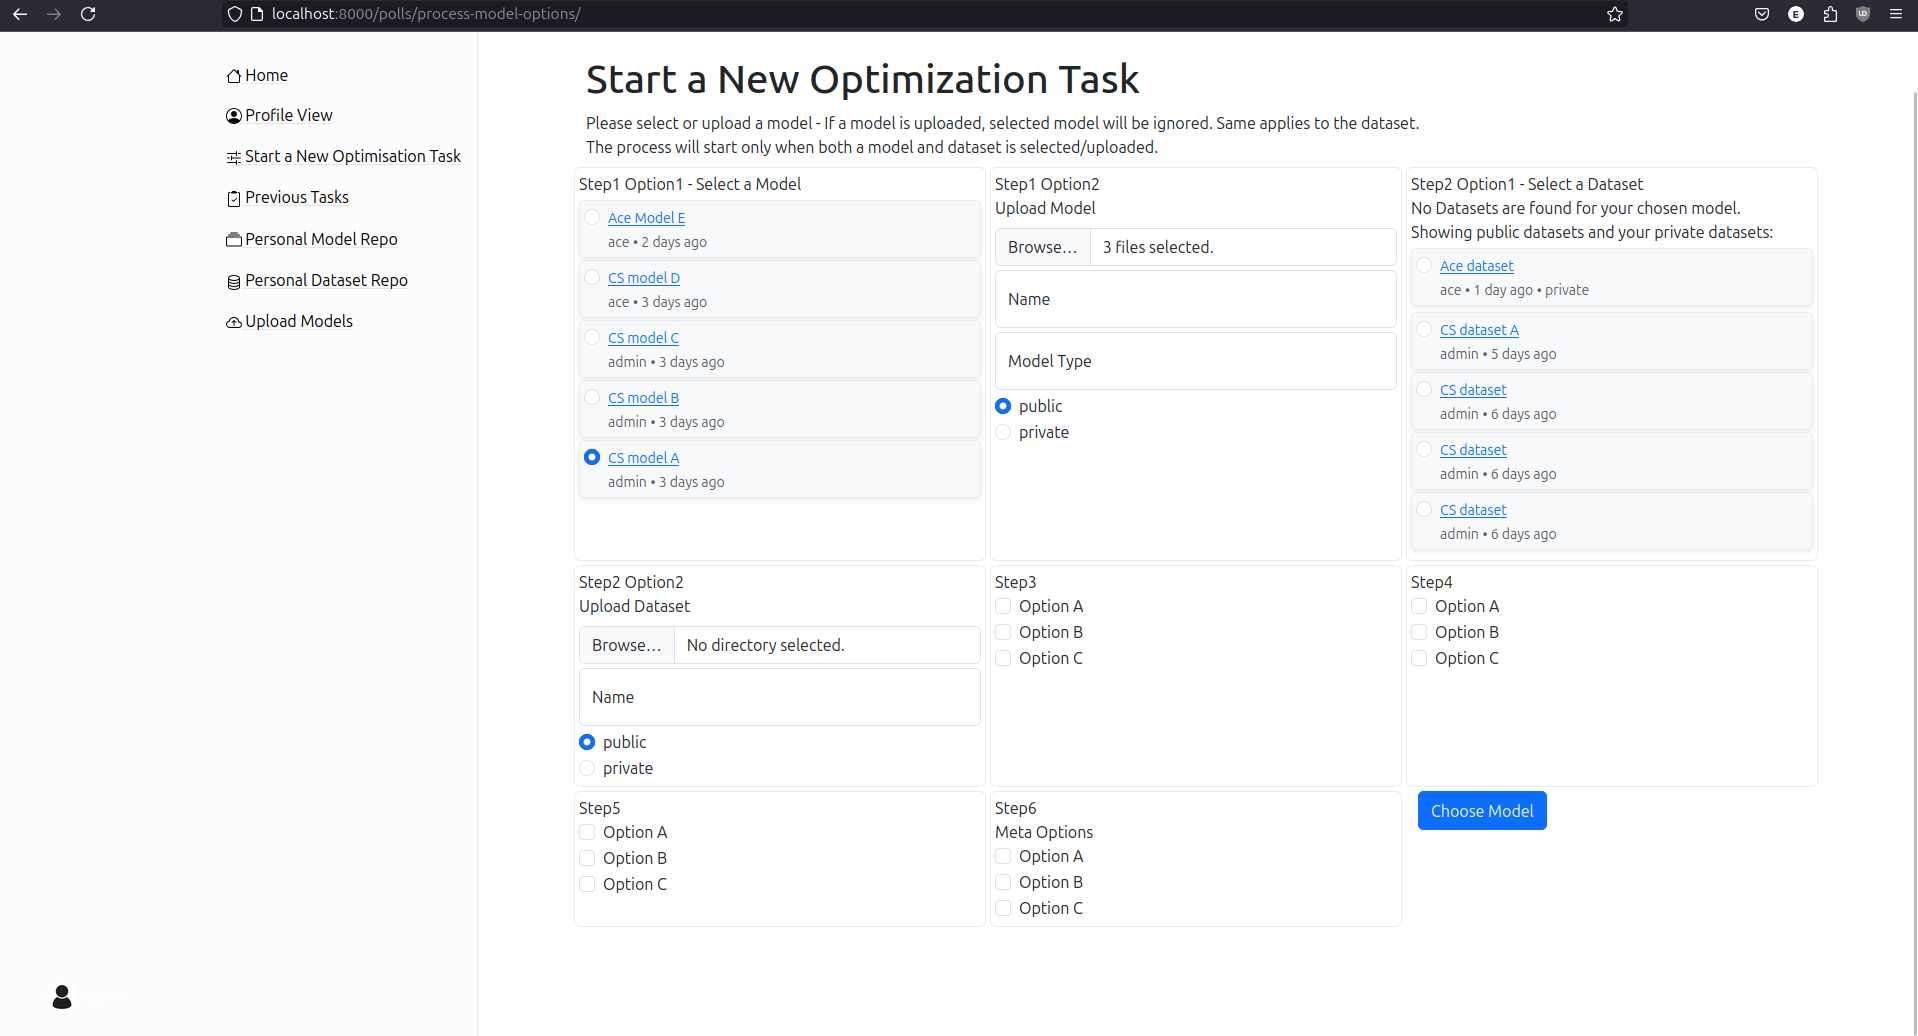 localhost:8000/polls/process-model-options/
Home
Profile View
Start a New Optimisation Task
Previous Tasks
Personal Model Repo
Personal Dataset Repo
Upload Models
Start a New Optimization Task
Please select or upload a model - If a model is uploaded, selected model will be ignored. Same applies to the dataset.
The process will start only when both a model and dataset is selected/uploaded.
Step1 Option1 - Select a Model
Ace Model E
ace • 2 days ago
CS model D
ace • 3 days ago
CS model C
admin • 3 days ago
CS model B
admin • 3 days ago
CS model A
admin • 3 days ago
Step1 Option2
Upload Model
Browse... 3 files selected.
Name
Model Type
public
private
Step2 Option1 - Select a Dataset
No Datasets are found for your chosen model.
Showing public datasets and your private datasets:
Ace dataset
ace • 1 day ago • private
CS dataset A
admin • 5 days ago
CS dataset
admin • 6 days ago
CS dataset
admin • 6 days ago
CS dataset
admin • 6 days ago
Step2 Option2
Upload Dataset
Browse... No directory selected.
Name
public
private
Step3
Option A
Option B
Option C
Step4
Option A
Option B
Option C
Step5
Option A
Option B
Option C
Step6
Meta Options
Option A
Option B
Option C
Choose Model